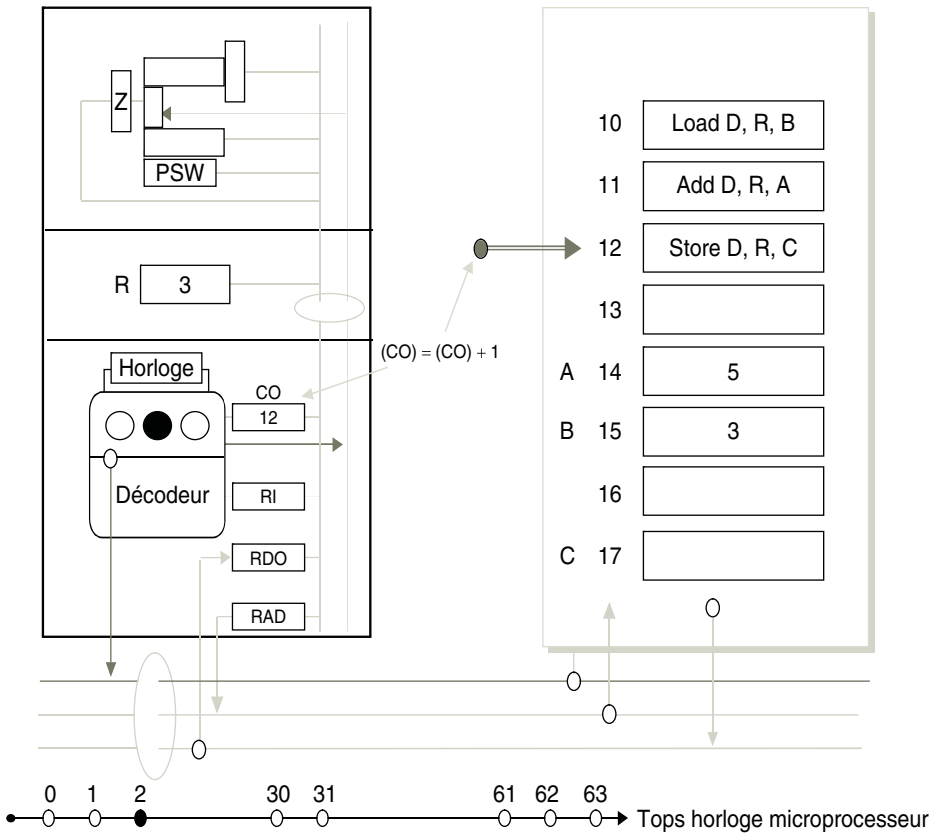 Z
PSW
R 3
Horloge
CO
12
Décodeur
RI
RDO
RAD
(CO) = (CO) + 1
10 Load D, R, B
11 Add D, R, A
12 Store D, R, C
13
A 14 5
B 15 3
16
C 17
0 1 2 30 31 61 62 63
Tops horloge microprocesseur